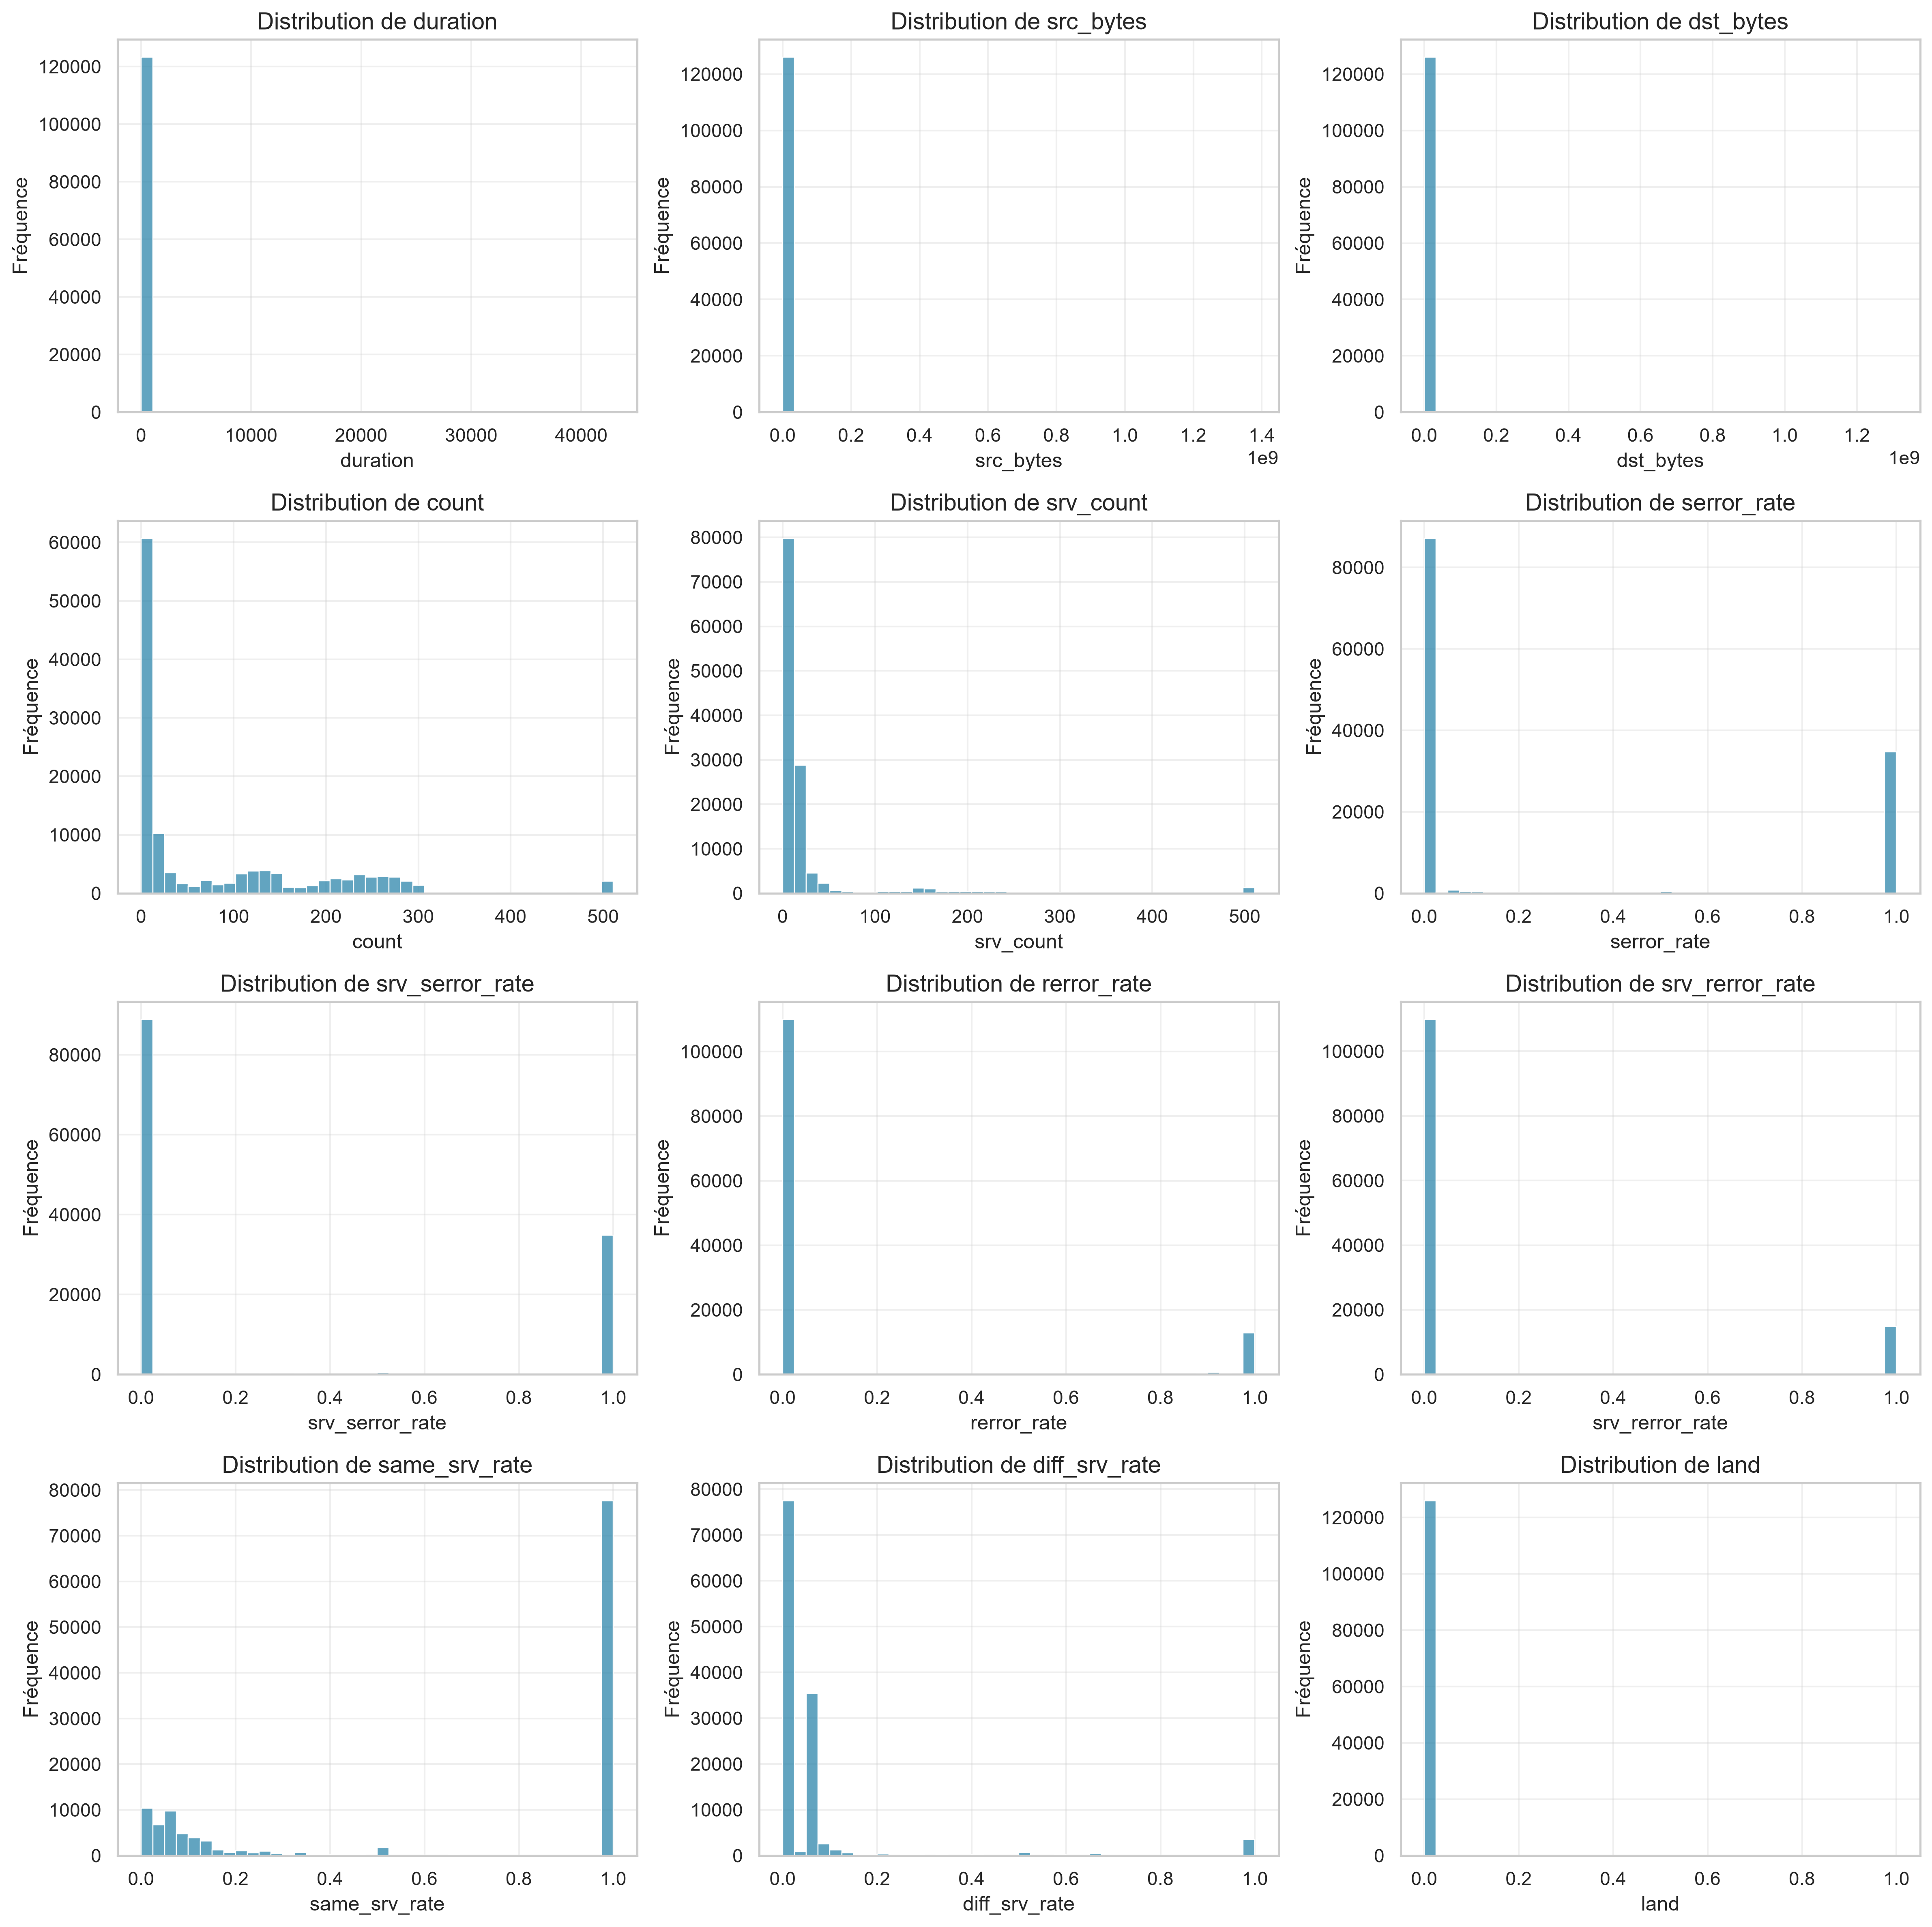 Distribution de duration
Fréquence
120000
100000
80000
60000
40000
20000
0
0 10000 20000 30000 40000
duration
Distribution de src_bytes
Fréquence
120000
100000
80000
60000
40000
20000
0
0.0 0.2 0.4 0.6 0.8 1.0 1.2 1.4
1e9
src_bytes
Distribution de dst_bytes
Fréquence
120000
100000
80000
60000
40000
20000
0
0.0 0.2 0.4 0.6 0.8 1.0 1.2
1e9
dst_bytes
Distribution de count
Fréquence
60000
50000
40000
30000
20000
10000
0
0 100 200 300 400 500
count
Distribution de srv_count
Fréquence
80000
70000
60000
50000
40000
30000
20000
10000
0
0 100 200 300 400 500
srv_count
Distribution de serror_rate
Fréquence
80000
60000
40000
20000
0
0.0 0.2 0.4 0.6 0.8 1.0
serror_rate
Distribution de srv_serror_rate
Fréquence
80000
60000
40000
20000
0
0.0 0.2 0.4 0.6 0.8 1.0
srv_serror_rate
Distribution de rerror_rate
Fréquence
100000
80000
60000
40000
20000
0
0.0 0.2 0.4 0.6 0.8 1.0
rerror_rate
Distribution de srv_rerror_rate
Fréquence
100000
80000
60000
40000
20000
0
0.0 0.2 0.4 0.6 0.8 1.0
srv_rerror_rate
Distribution de same_srv_rate
Fréquence
80000
70000
60000
50000
40000
30000
20000
10000
0
0.0 0.2 0.4 0.6 0.8 1.0
same_srv_rate
Distribution de diff_srv_rate
Fréquence
80000
70000
60000
50000
40000
30000
20000
10000
0
0.0 0.2 0.4 0.6 0.8 1.0
diff_srv_rate
Distribution de land
Fréquence
120000
100000
80000
60000
40000
20000
0
0.0 0.2 0.4 0.6 0.8 1.0
land